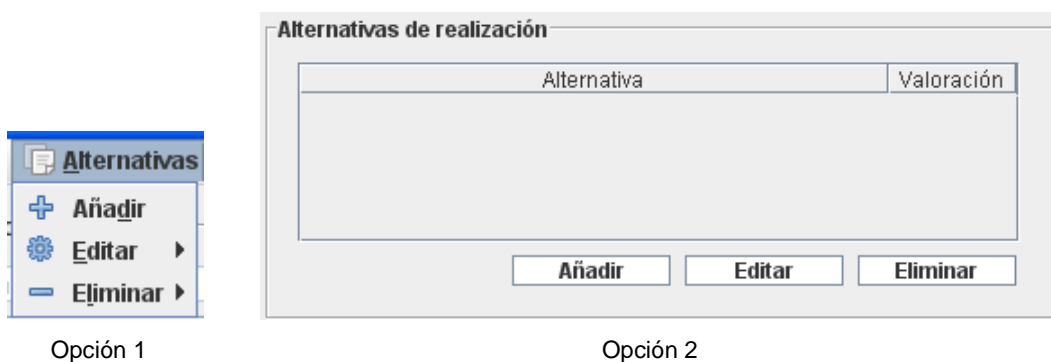 Alternativas
Añadir
Editar
Eliminar
Alternativas de realización
Alternativa Valoración
Añadir Editar Eliminar
Opción 1 Opción 2